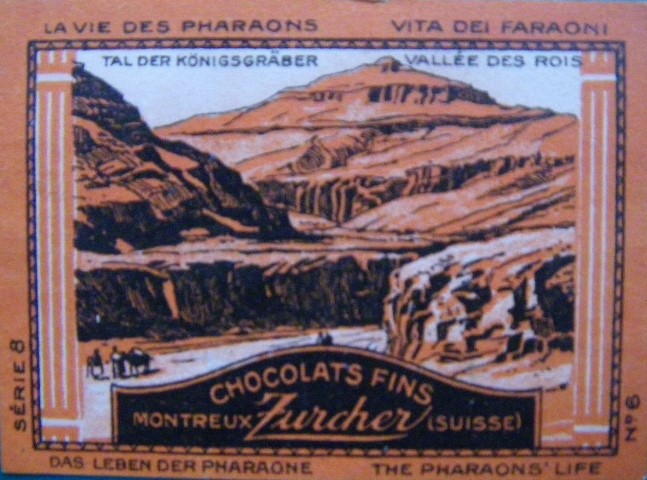 LA VIE DES PHARAONS VITA DEI FARAONI
TAL DER KÖNIGSGRÄBER VALLÉE DES ROIS
CHOCOLATS FINS
MONTREUX Zurcher (SUISSE)
SÉRIE 8
Nº 6
DAS LEBEN DER PHARAONE THE PHARAONS' LIFE